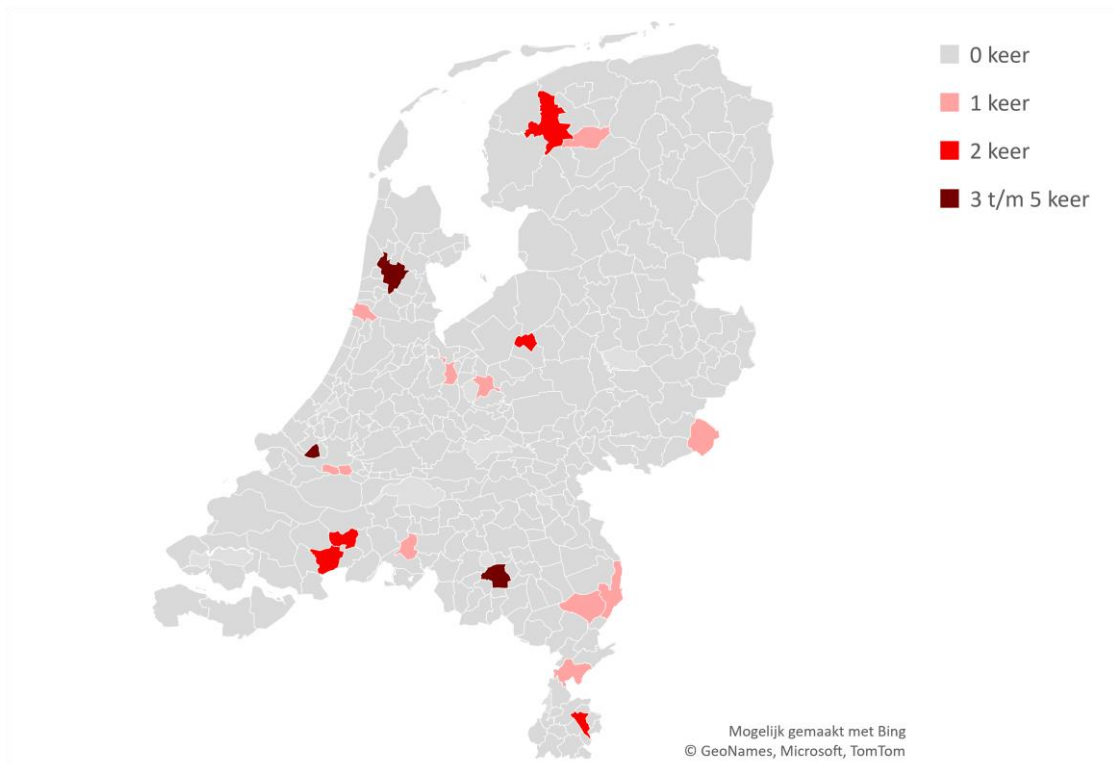 0 keer
1 keer
2 keer
3 t/m 5 keer
Mogelijk gemaakt met Bing
© GeoNames, Microsoft, TomTom